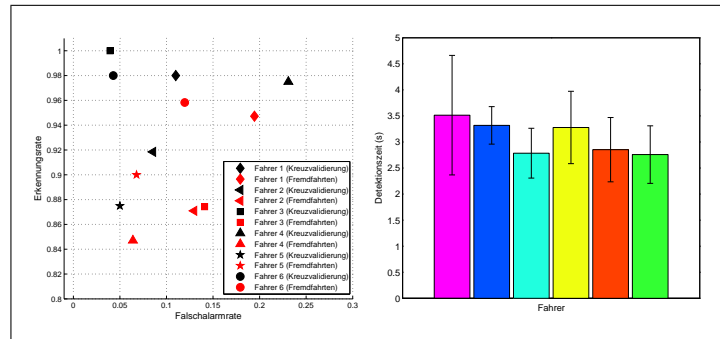 1
0.98
0.96
0.94
0.92
0.9
0.88
0.86
0.84
0.82
0.8
Erkennungsrate
0
0.05
0.1
0.15
0.2
0.25
0.3
Falschalarmrate
Fahrer 1 (Kreuzvalidierung)
Fahrer 1 (Fremdfahrten)
Fahrer 2 (Kreuzvalidierung)
Fahrer 2 (Fremdfahrten)
Fahrer 3 (Kreuzvalidierung)
Fahrer 3 (Fremdfahrten)
Fahrer 4 (Kreuzvalidierung)
Fahrer 4 (Fremdfahrten)
Fahrer 5 (Kreuzvalidierung)
Fahrer 5 (Fremdfahrten)
Fahrer 6 (Kreuzvalidierung)
Fahrer 6 (Fremdfahrten)
5
4.5
4
3.5
3
2.5
2
1.5
1
0.5
0
Detektionszeit (s)
Fahrer